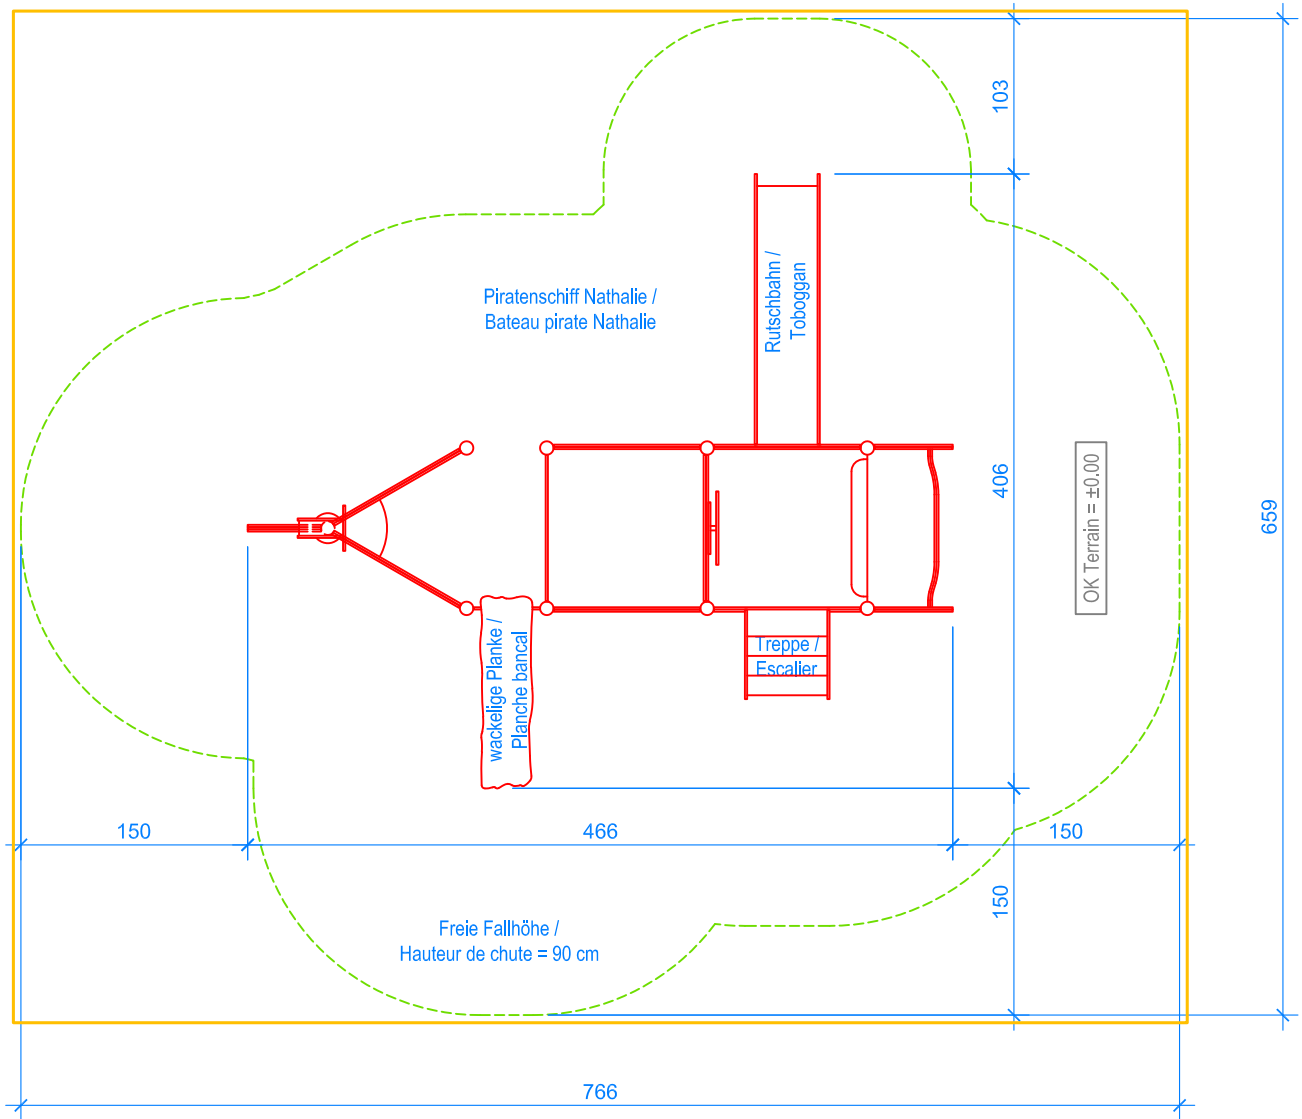 103
Rutschbahn /
Toboggan
Piratenschiff Nathalie /
Bateau pirate Nathalie
406
659
OK Terrain = ±0.00
wackelige Planke /
Planche bancal
Treppe /
Escalier
150
466
150
150
Freie Fallhöhe /
Hauteur de chute = 90 cm
766